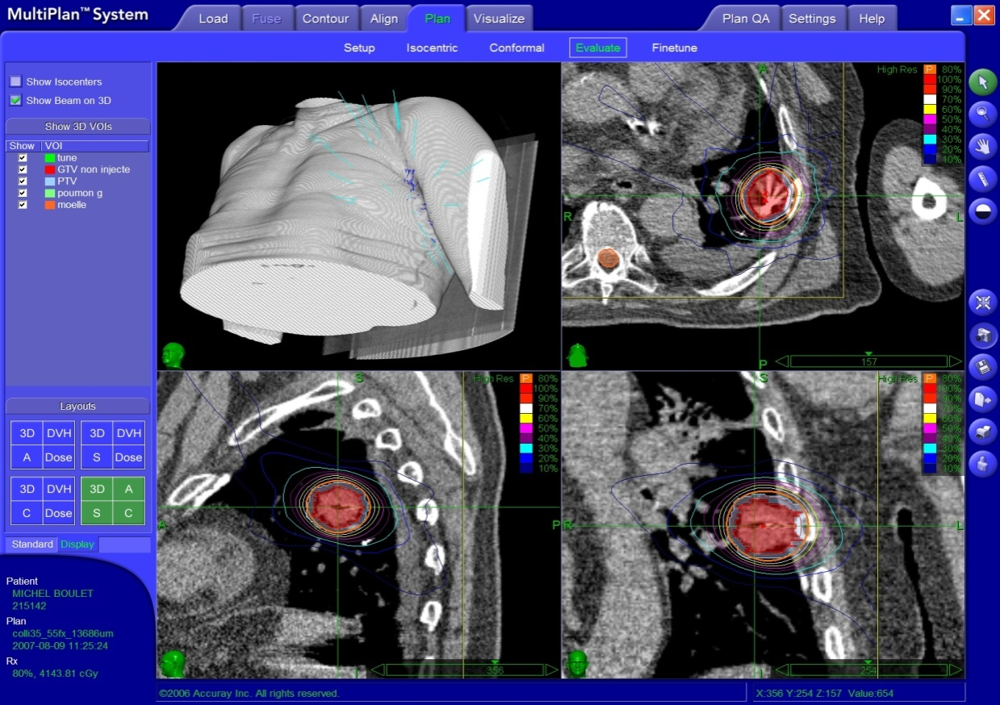 MultiPlan™ System
Load
Fuse
Contour
Align
Plan
Visualize
Plan QA
Settings
Help
Setup
Isocentric
Conformal
Evaluate
Finetune
Show Isocenters
Show Beam on 3D
Show 3D VOIs
Show VOI
tune
GTV non injecte
PTV
poumon g
moelle
Layouts
3D DVH
A Dose
3D DVH
S Dose
3D DVH
C Dose
3D A
S C
Standard Display
Patient
MICHEL BOULET
215142
Plan
colli35_55fx_13686um
2007-08-09 11:25:24
Rx
80%, 4143.81 cGy
A
High Res
P 80%
100%
90%
70%
60%
50%
40%
30%
20%
10%
R
L
P
157
S
High Res
P 80%
100%
90%
70%
60%
50%
40%
30%
20%
10%
A
P
I
356
S
High Res
P 80%
100%
90%
70%
60%
50%
40%
30%
20%
10%
R
L
I
254
©2006 Accuray Inc. All rights reserved.
X:356 Y:254 Z:157 Value:654